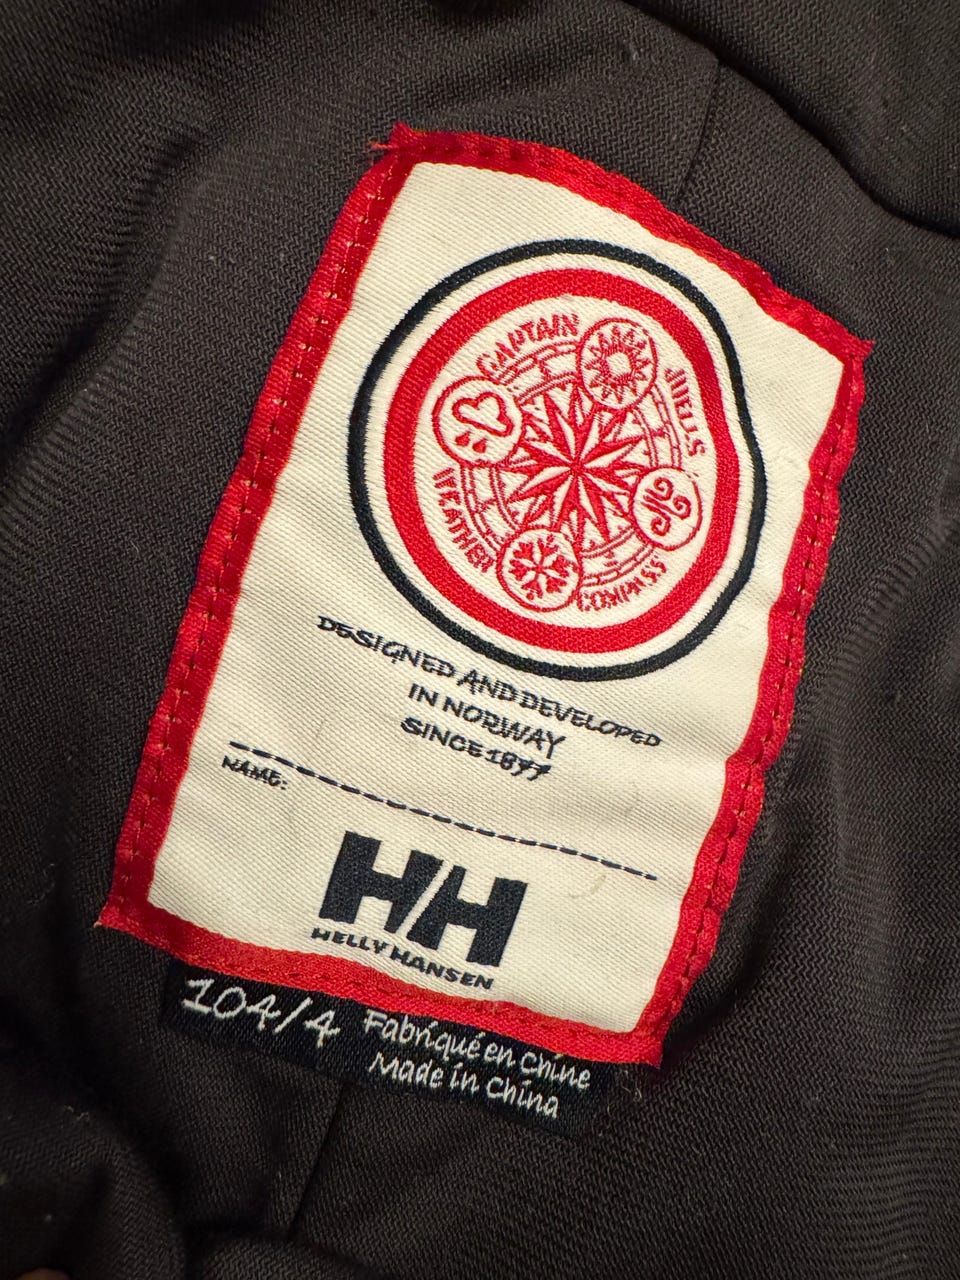 CAPTAIN
JUELLS
WEATHER
COMPASS
DESIGNED AND DEVELOPED
IN NORWAY
SINCE 1877
NAME:
HH
HELLY HANSEN
104/4
Fabriqué en Chine
Made in China